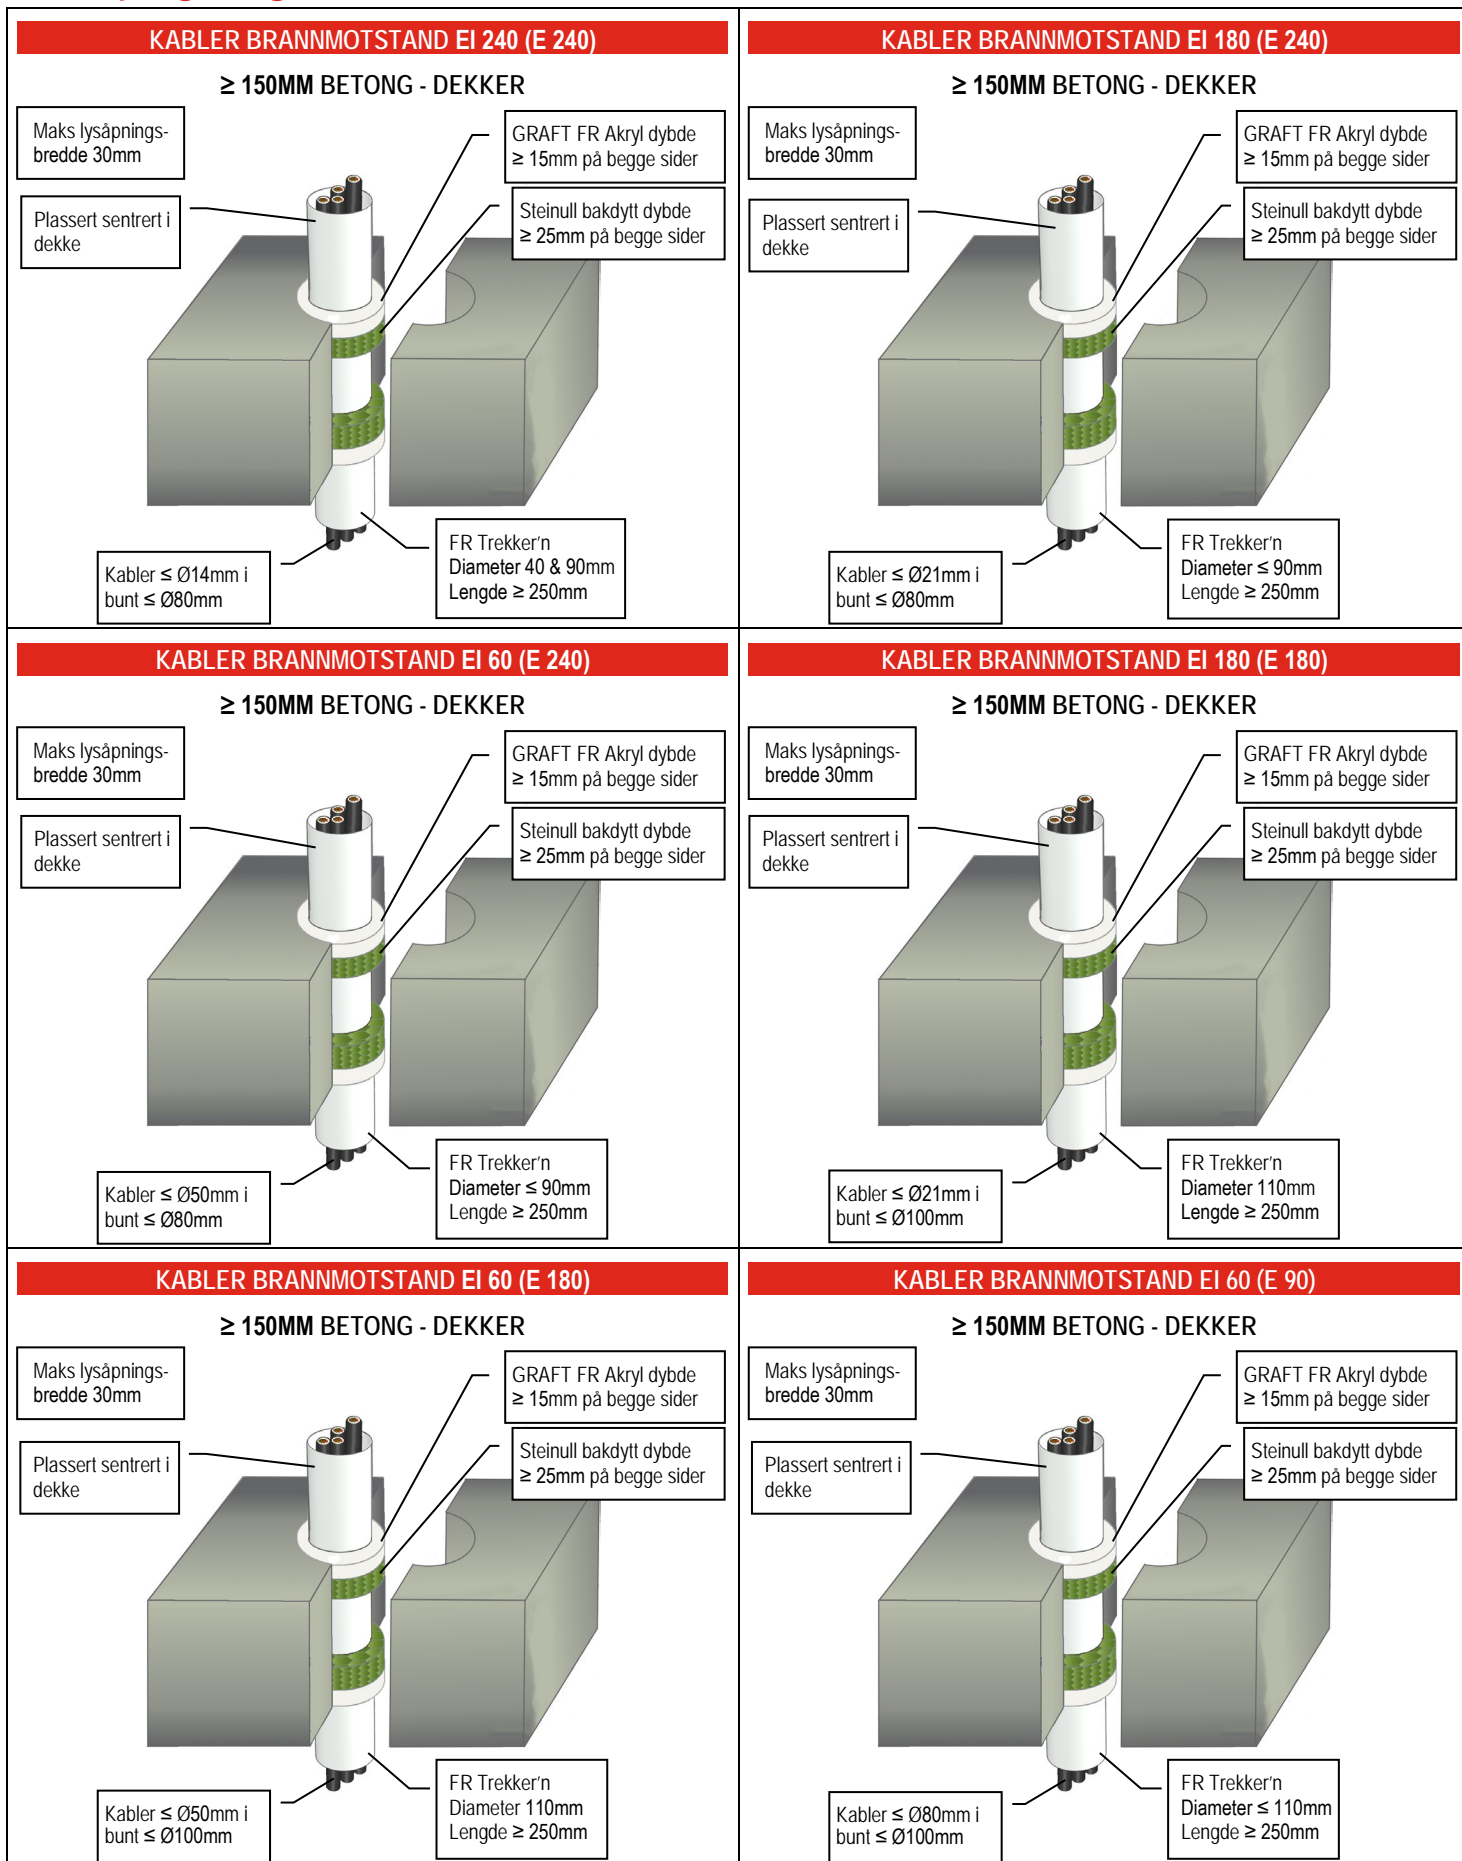 KABLER BRANNMOTSTAND EI 240 (E 240)
≥ 150MM BETONG - DEKKER
Maks lysåpnings-
bredde 30mm
GRAFT FR Akryl dybde
≥ 15mm på begge sider
Plassert sentrert i
dekke
Steinull bakdytt dybde
≥ 25mm på begge sider
Kabler ≤ Ø14mm i
bunt ≤ Ø80mm
FR Trekker'n
Diameter 40 & 90mm
Lengde ≥ 250mm
KABLER BRANNMOTSTAND EI 180 (E 240)
≥ 150MM BETONG - DEKKER
Maks lysåpnings-
bredde 30mm
GRAFT FR Akryl dybde
≥ 15mm på begge sider
Plassert sentrert i
dekke
Steinull bakdytt dybde
≥ 25mm på begge sider
Kabler ≤ Ø21mm i
bunt ≤ Ø80mm
FR Trekker'n
Diameter ≤ 90mm
Lengde ≥ 250mm
KABLER BRANNMOTSTAND EI 60 (E 240)
≥ 150MM BETONG - DEKKER
Maks lysåpnings-
bredde 30mm
GRAFT FR Akryl dybde
≥ 15mm på begge sider
Plassert sentrert i
dekke
Steinull bakdytt dybde
≥ 25mm på begge sider
Kabler ≤ Ø50mm i
bunt ≤ Ø80mm
FR Trekker'n
Diameter ≤ 90mm
Lengde ≥ 250mm
KABLER BRANNMOTSTAND EI 180 (E 180)
≥ 150MM BETONG - DEKKER
Maks lysåpnings-
bredde 30mm
GRAFT FR Akryl dybde
≥ 15mm på begge sider
Plassert sentrert i
dekke
Steinull bakdytt dybde
≥ 25mm på begge sider
Kabler ≤ Ø21mm i
bunt ≤ Ø100mm
FR Trekker'n
Diameter 110mm
Lengde ≥ 250mm
KABLER BRANNMOTSTAND EI 60 (E 180)
≥ 150MM BETONG - DEKKER
Maks lysåpnings-
bredde 30mm
GRAFT FR Akryl dybde
≥ 15mm på begge sider
Plassert sentrert i
dekke
Steinull bakdytt dybde
≥ 25mm på begge sider
Kabler ≤ Ø50mm i
bunt ≤ Ø100mm
FR Trekker'n
Diameter 110mm
Lengde ≥ 250mm
KABLER BRANNMOTSTAND EI 60 (E 90)
≥ 150MM BETONG - DEKKER
Maks lysåpnings-
bredde 30mm
GRAFT FR Akryl dybde
≥ 15mm på begge sider
Plassert sentrert i
dekke
Steinull bakdytt dybde
≥ 25mm på begge sider
Kabler ≤ Ø80mm i
bunt ≤ Ø100mm
FR Trekker'n
Diameter ≤ 110mm
Lengde ≥ 250mm